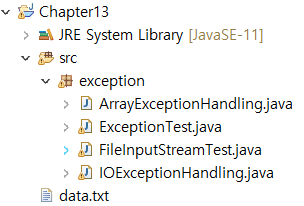 Chapter13
JRE System Library [JavaSE-11]
src
exception
ArrayExceptionHandling.java
ExceptionTest.java
FileInputStreamTest.java
IOExceptionHandling.java
data.txt